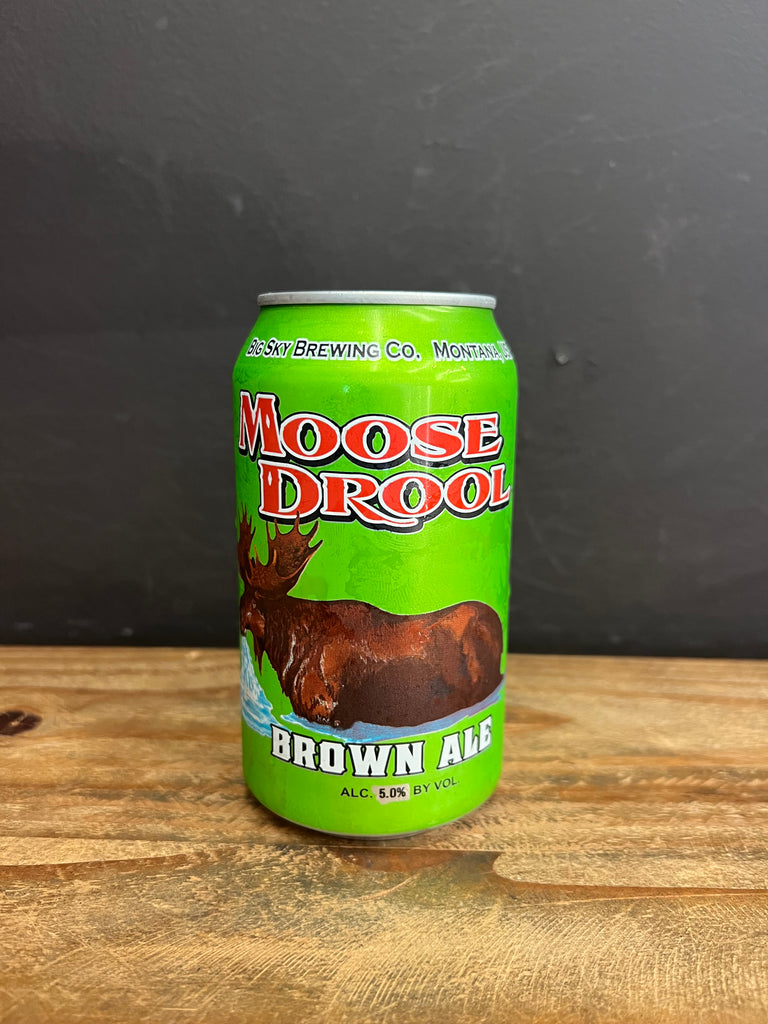 Big Sky Brewing Co. Montana,
Moose
Drool
BROWN ALE
ALC. 5.0% BY VOL.